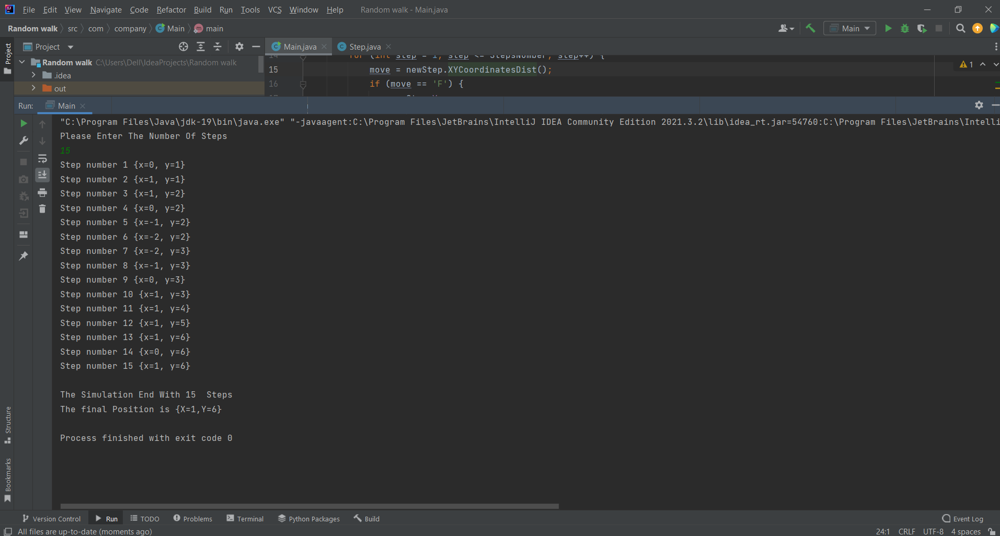 File Edit View Navigate Code Refactor Build Run Tools VCS Window Help Random walk - Main.java
Random walk src com company Main main Main
Project Main.java Step.java
Random walk C:\Users\Dell\IdeaProjects\Random walk
.idea
out
14 for (int step = 1; step <= StepsNumber; step++) {
15 move = newStep.XYCoordinatesDist();
16 if (move == 'F') {
1
Run: Main
"C:\Program Files\Java\jdk-19\bin\java.exe" "-javaagent:C:\Program Files\JetBrains\IntelliJ IDEA Community Edition 2021.3.2\lib\idea_rt.jar=54760:C:\Program Files\JetBrains\Intelli
Please Enter The Number Of Steps
15
Step number 1 {x=0, y=1}
Step number 2 {x=1, y=1}
Step number 3 {x=1, y=2}
Step number 4 {x=0, y=2}
Step number 5 {x=-1, y=2}
Step number 6 {x=-2, y=2}
Step number 7 {x=-2, y=3}
Step number 8 {x=-1, y=3}
Step number 9 {x=0, y=3}
Step number 10 {x=1, y=3}
Step number 11 {x=1, y=4}
Step number 12 {x=1, y=5}
Step number 13 {x=1, y=6}
Step number 14 {x=0, y=6}
Step number 15 {x=1, y=6}
The Simulation End With 15  Steps
The final Position is {X=1,Y=6}
Process finished with exit code 0
Project
Structure
Bookmarks
Version Control Run TODO Problems Terminal Python Packages Build Event Log
All files are up-to-date (moments ago) 24:1 CRLF UTF-8 4 spaces